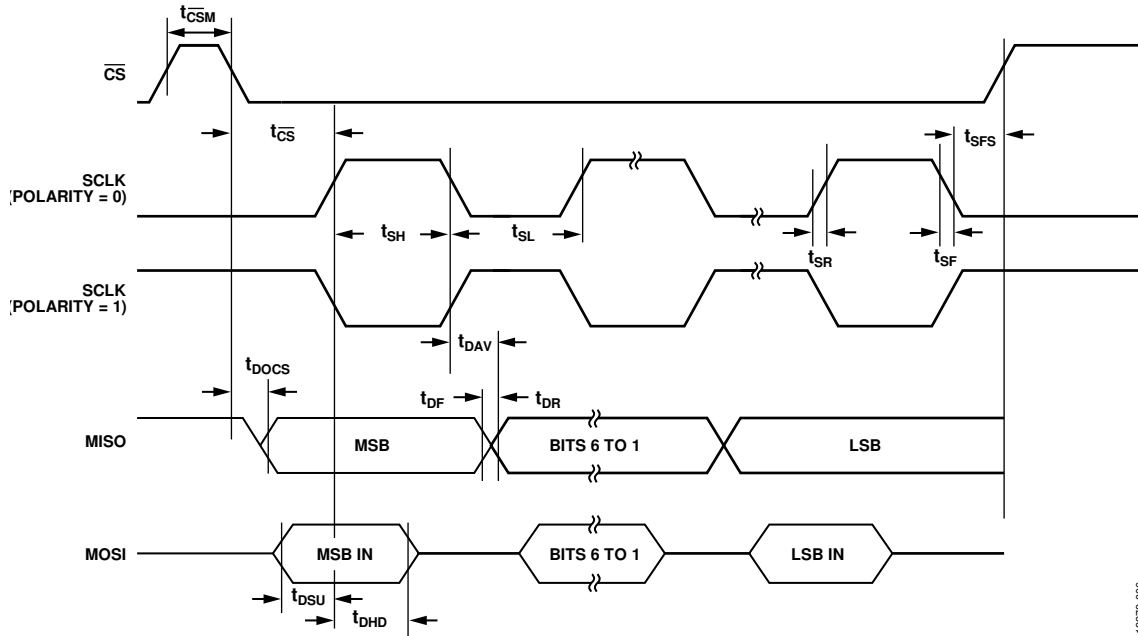 tCSM
CS
tCS
tSFS
SCLK
(POLARITY = 0)
tSH
tSL
tSR
tSF
SCLK
(POLARITY = 1)
tDAV
tDOCS
tDF
tDR
MISO
MSB
BITS 6 TO 1
LSB
MOSI
MSB IN
BITS 6 TO 1
LSB IN
tDSU
tDHD